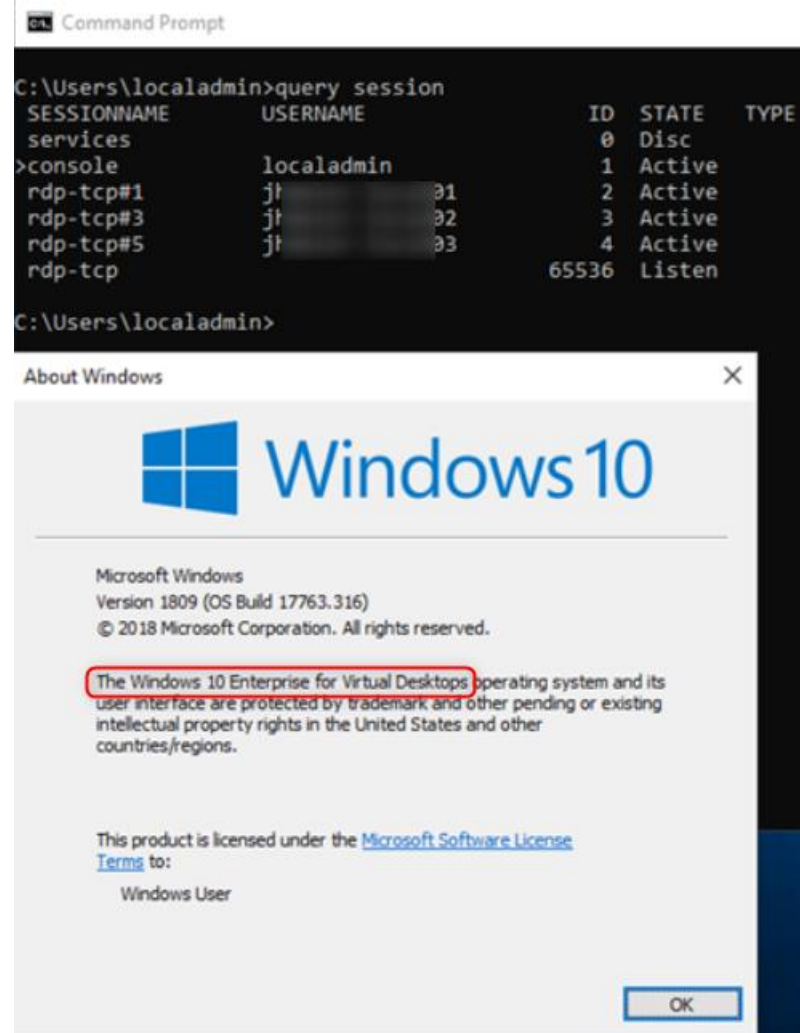 Command Prompt
C:\Users\localadmin>query session
SESSIONNAME USERNAME ID STATE TYPE
services 0 Disc
>console localadmin 1 Active
rdp-tcp#1 2 Active
rdp-tcp#3 3 Active
rdp-tcp#5 4 Active
rdp-tcp 65536 Listen
C:\Users\localadmin>
About Windows
Windows 10
Microsoft Windows
Version 1809 (OS Build 17763.316)
© 2018 Microsoft Corporation. All rights reserved.
The Windows 10 Enterprise for Virtual Desktops operating system and its
user interface are protected by trademark and other pending or existing
intellectual property rights in the United States and other
countries/regions.
This product is licensed under the Microsoft Software License
Terms to:
Windows User
OK